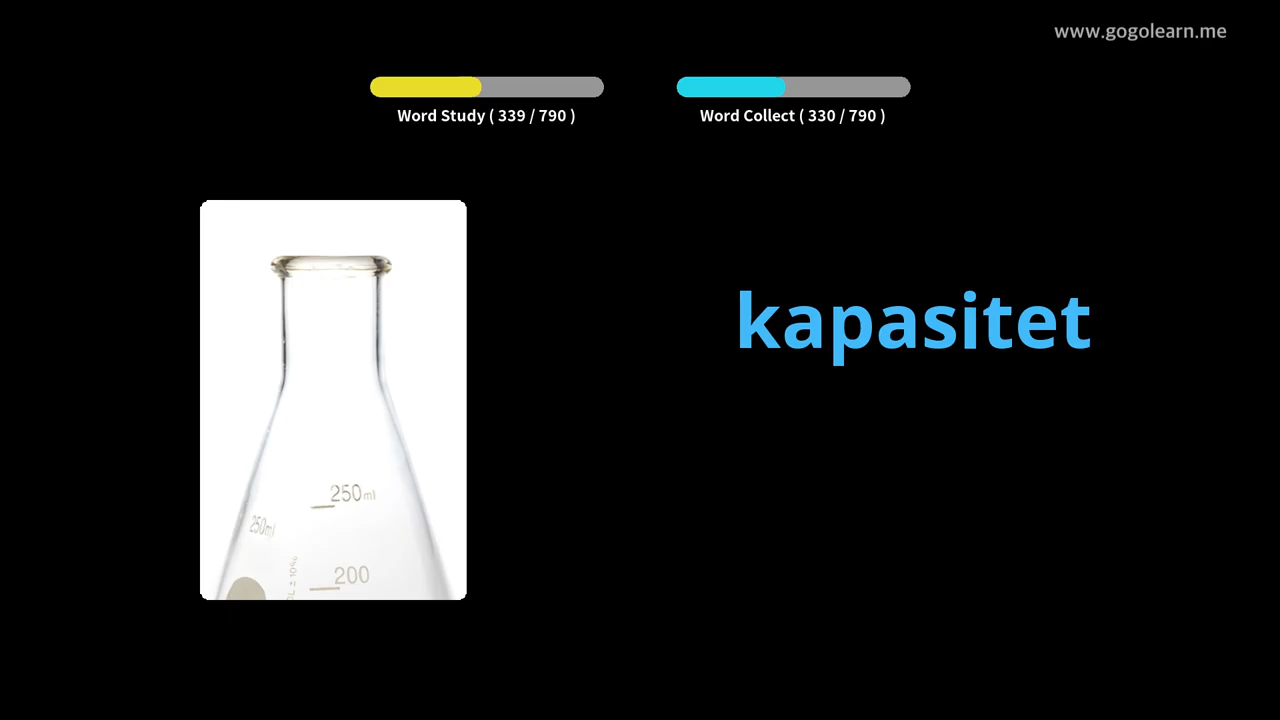 www.gogolearn.me
Word Study ( 339 / 790 )
Word Collect ( 330 / 790 )
kapasitet
250ml
250ml
200